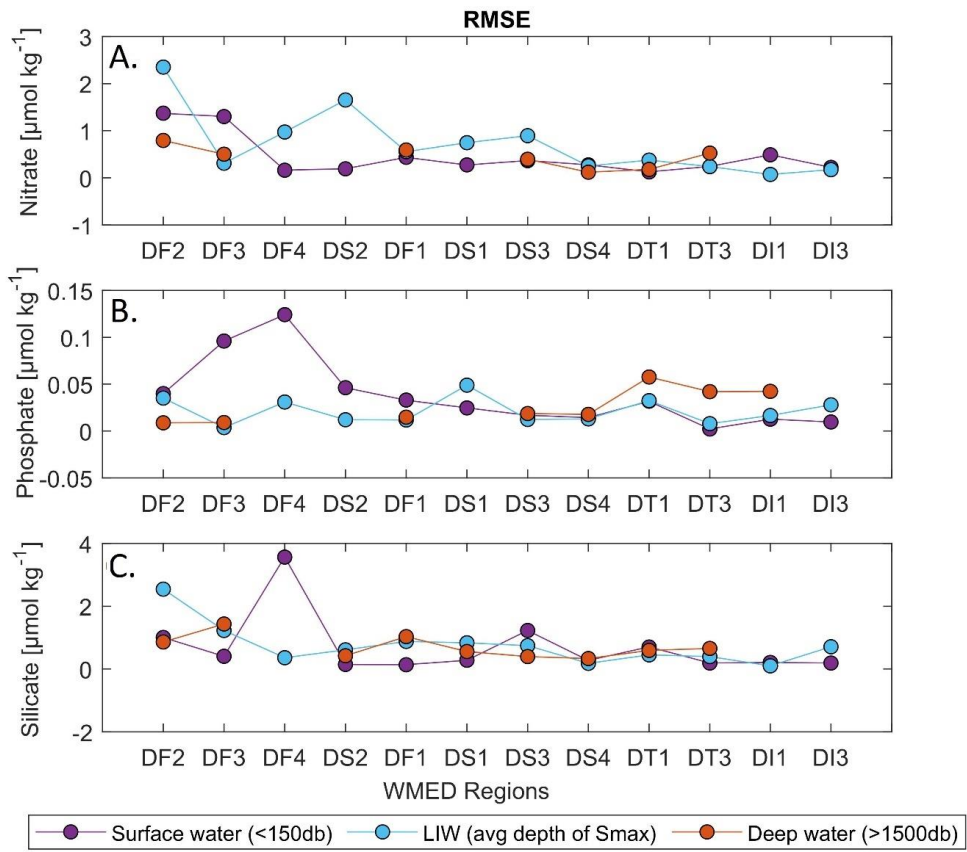 RMSE
A.
Nitrate [µmol kg⁻¹]
3
2
1
0
-1
DF2 DF3 DF4 DS2 DF1 DS1 DS3 DS4 DT1 DT3 DI1 DI3
B.
Phosphate [µmol kg⁻¹]
0.15
0.1
0.05
0
-0.05
DF2 DF3 DF4 DS2 DF1 DS1 DS3 DS4 DT1 DT3 DI1 DI3
C.
Silicate [µmol kg⁻¹]
4
2
0
-2
DF2 DF3 DF4 DS2 DF1 DS1 DS3 DS4 DT1 DT3 DI1 DI3
WMED Regions
Surface water (<150db) LIW (avg depth of Smax) Deep water (>1500db)